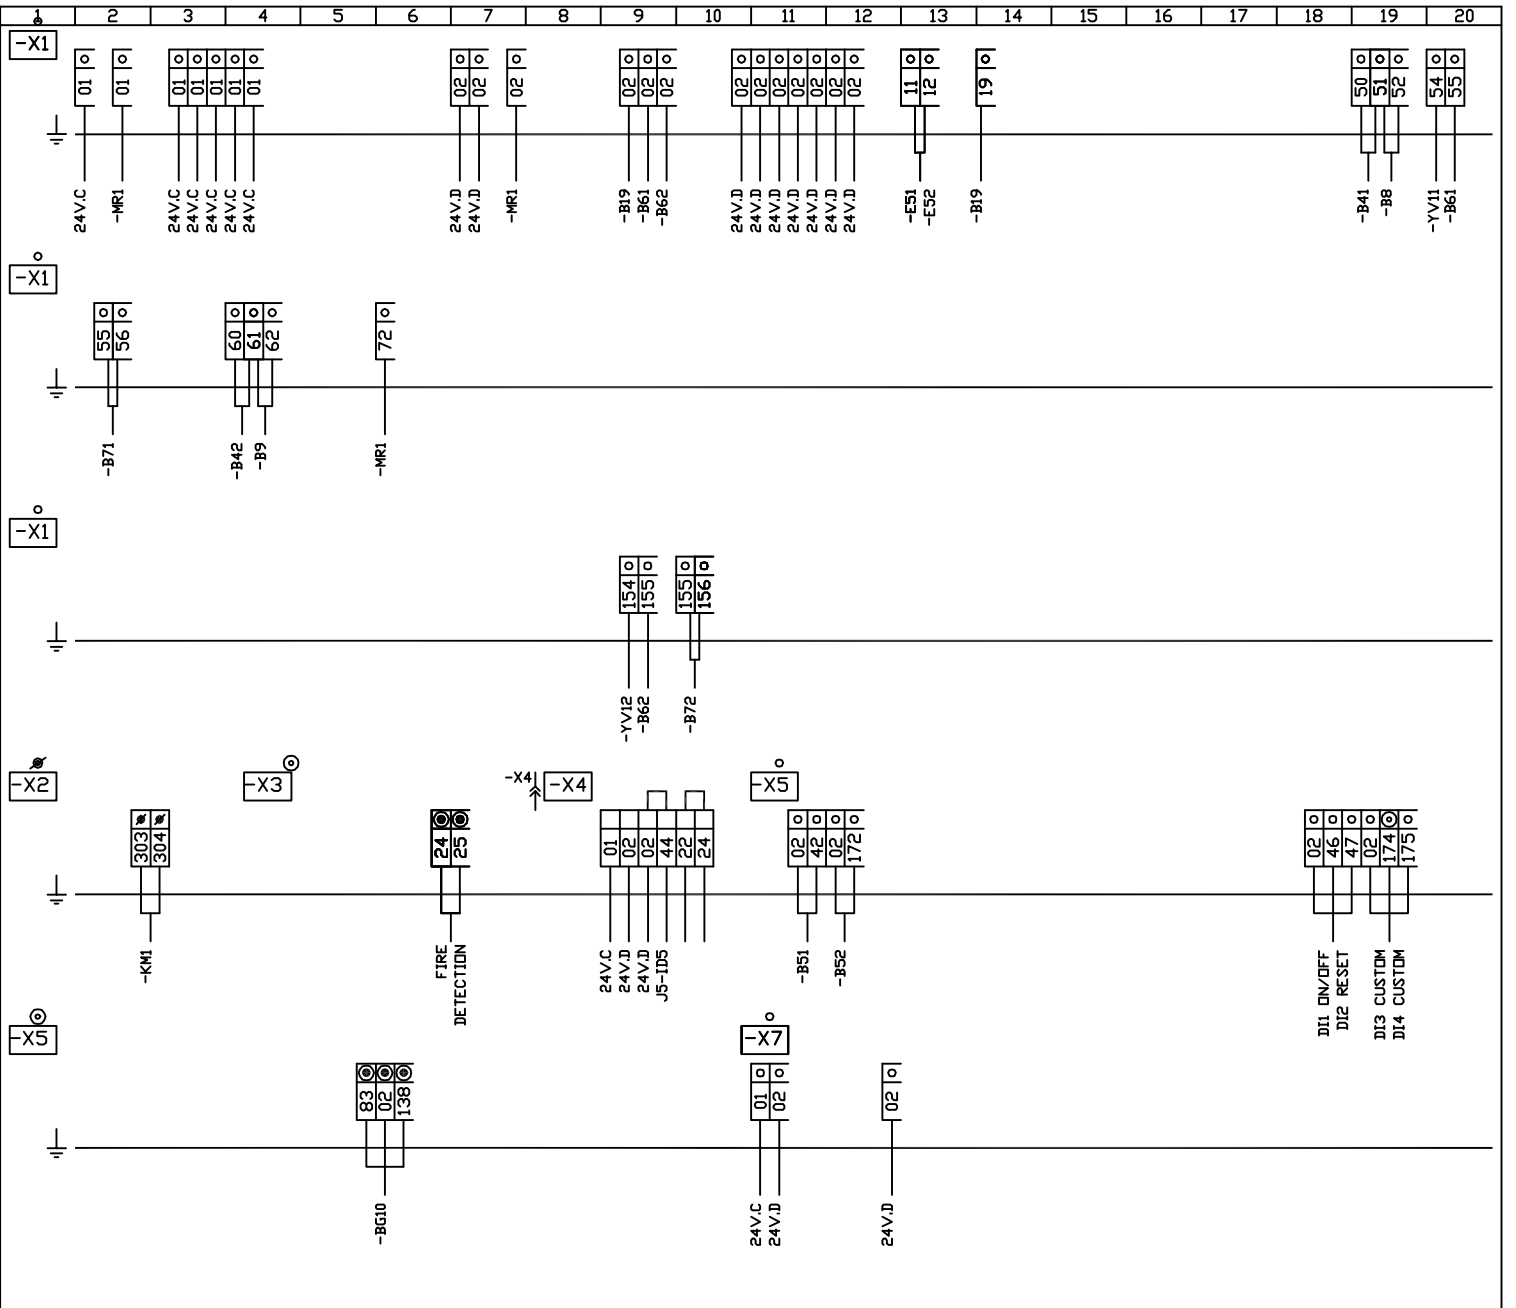 1 2 3 4 5 6 7 8 9 10 11 12 13 14 15 16 17 18 19 20
-X1
01 01 01 01 01 01 01 02 02 02 02 02 02 02 02 02 02 02 02 02 11 12 19 50 51 52 54 55
24V.C -MR1 24V.C 24V.C 24V.C 24V.C 24V.C 24V.D 24V.D -MR1 -B19 -B61 -B62 24V.D 24V.D 24V.D 24V.D 24V.D 24V.D 24V.D -E51 -E52 -B19 -B41 -B8 -YV11 -B61
-X1
55 56 60 61 62 72
-B71 -B42 -B9 -MR1
-X1
154 155 155 156
-YV12 -B62 -B72
-X2 -X3 -X4 -X4 -X5
303 304 24 25 01 02 02 44 22 24 02 42 02 172 02 46 47 02 174 175
-KM1 FIRE DETECTION 24V.C 24V.D 24V.D J5-ID5 -B51 -B52 DI1 ON/OFF DI2 RESET DI3 CUSTOM DI4 CUSTOM
-X5 -X7
83 02 138 01 02 02
-BG10 24V.C 24V.D 24V.D